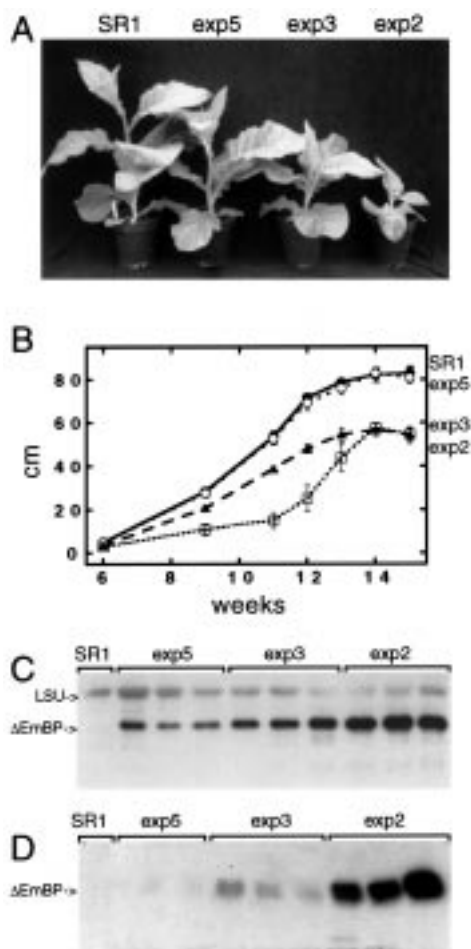 A
SR1 exp5 exp3 exp2
B
80
60
40
20
0
cm
SR1
exp5
exp3
exp2
6 8 10 12 14
weeks
C
SR1 exp5 exp3 exp2
LSU->
ΔEmBP->
D
SR1 exp5 exp3 exp2
ΔEmBP->